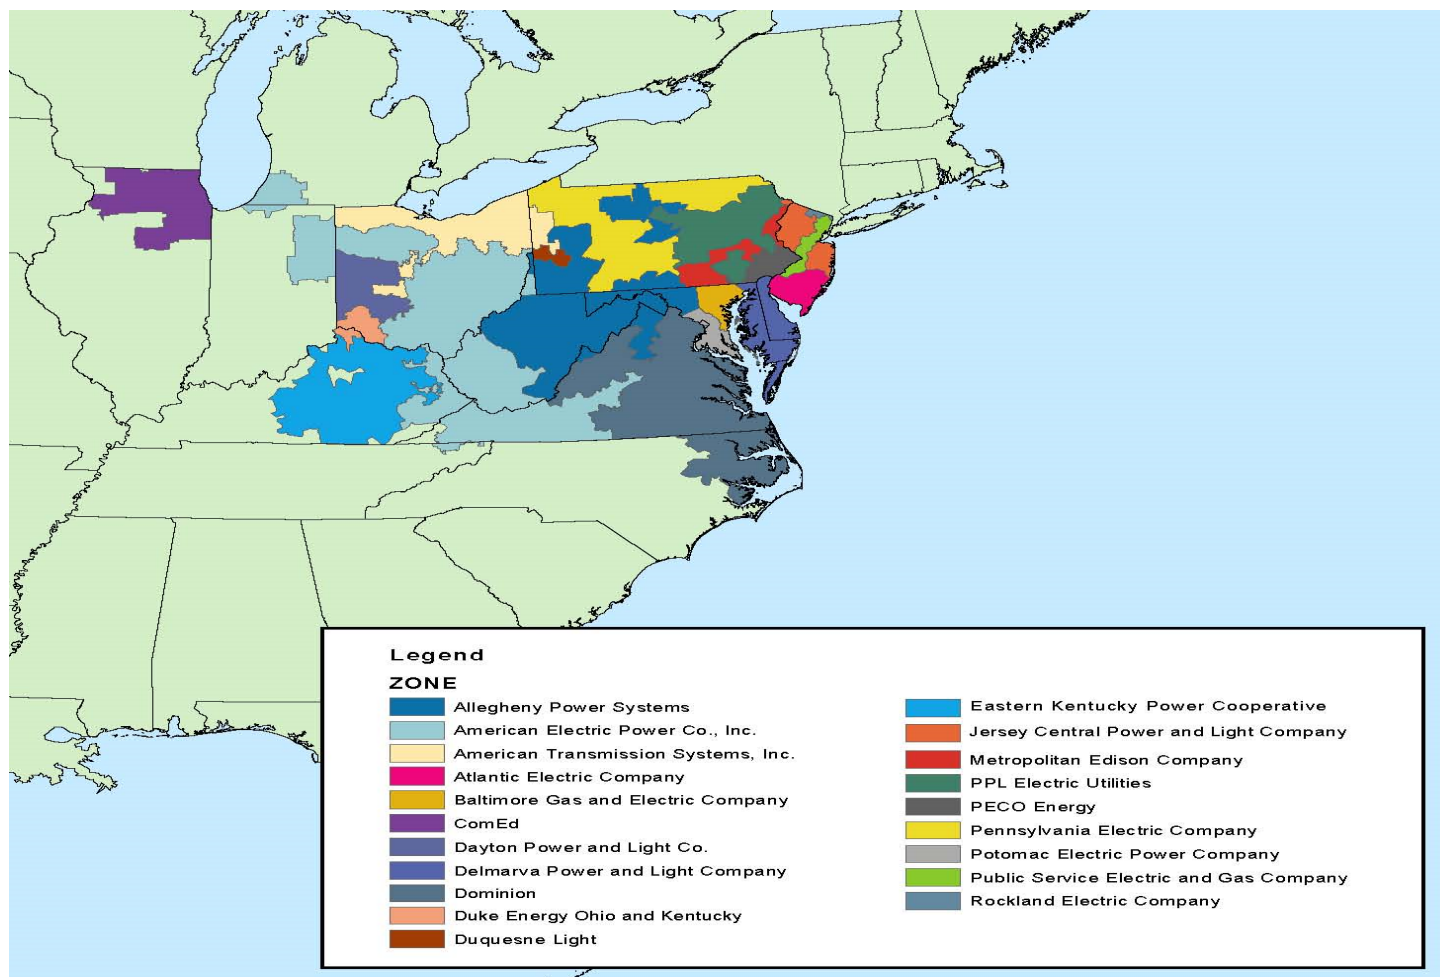 Legend
ZONE
Allegheny Power Systems
American Electric Power Co., Inc.
American Transmission Systems, Inc.
Atlantic Electric Company
Baltimore Gas and Electric Company
ComEd
Dayton Power and Light Co.
Delmarva Power and Light Company
Dominion
Duke Energy Ohio and Kentucky
Duquesne Light
Eastern Kentucky Power Cooperative
Jersey Central Power and Light Company
Metropolitan Edison Company
PPL Electric Utilities
PECO Energy
Pennsylvania Electric Company
Potomac Electric Power Company
Public Service Electric and Gas Company
Rockland Electric Company